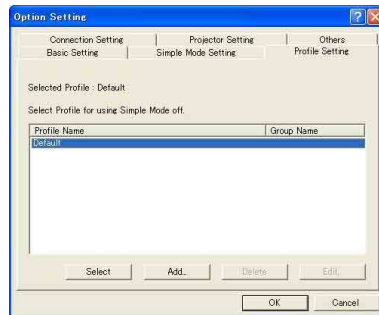 Option Setting
Connection Setting Projector Setting Others
Basic Setting Simple Mode Setting Profile Setting
Selected Profile : Default
Select Profile for using Simple Mode off.
Profile Name Group Name
Default
Select Add... Delete Edit...
OK Cancel